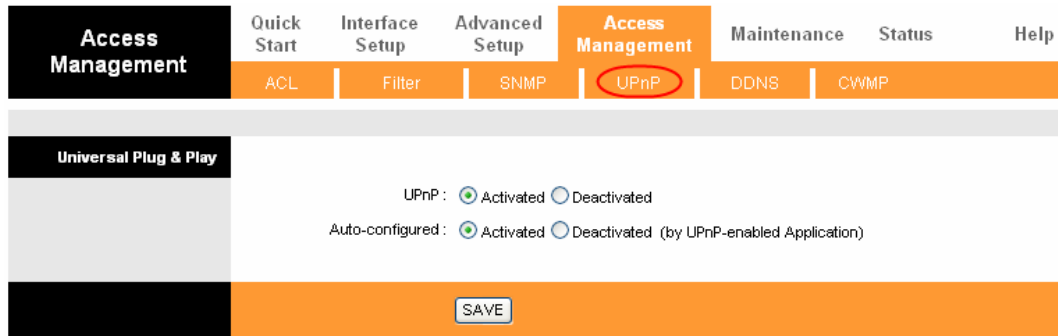 Access Management
Quick Start
Interface Setup
Advanced Setup
Access Management
Maintenance
Status
Help
ACL
Filter
SNMP
UPnP
DDNS
CWMP
Universal Plug & Play
UPnP : Activated Deactivated
Auto-configured : Activated Deactivated (by UPnP-enabled Application)
SAVE